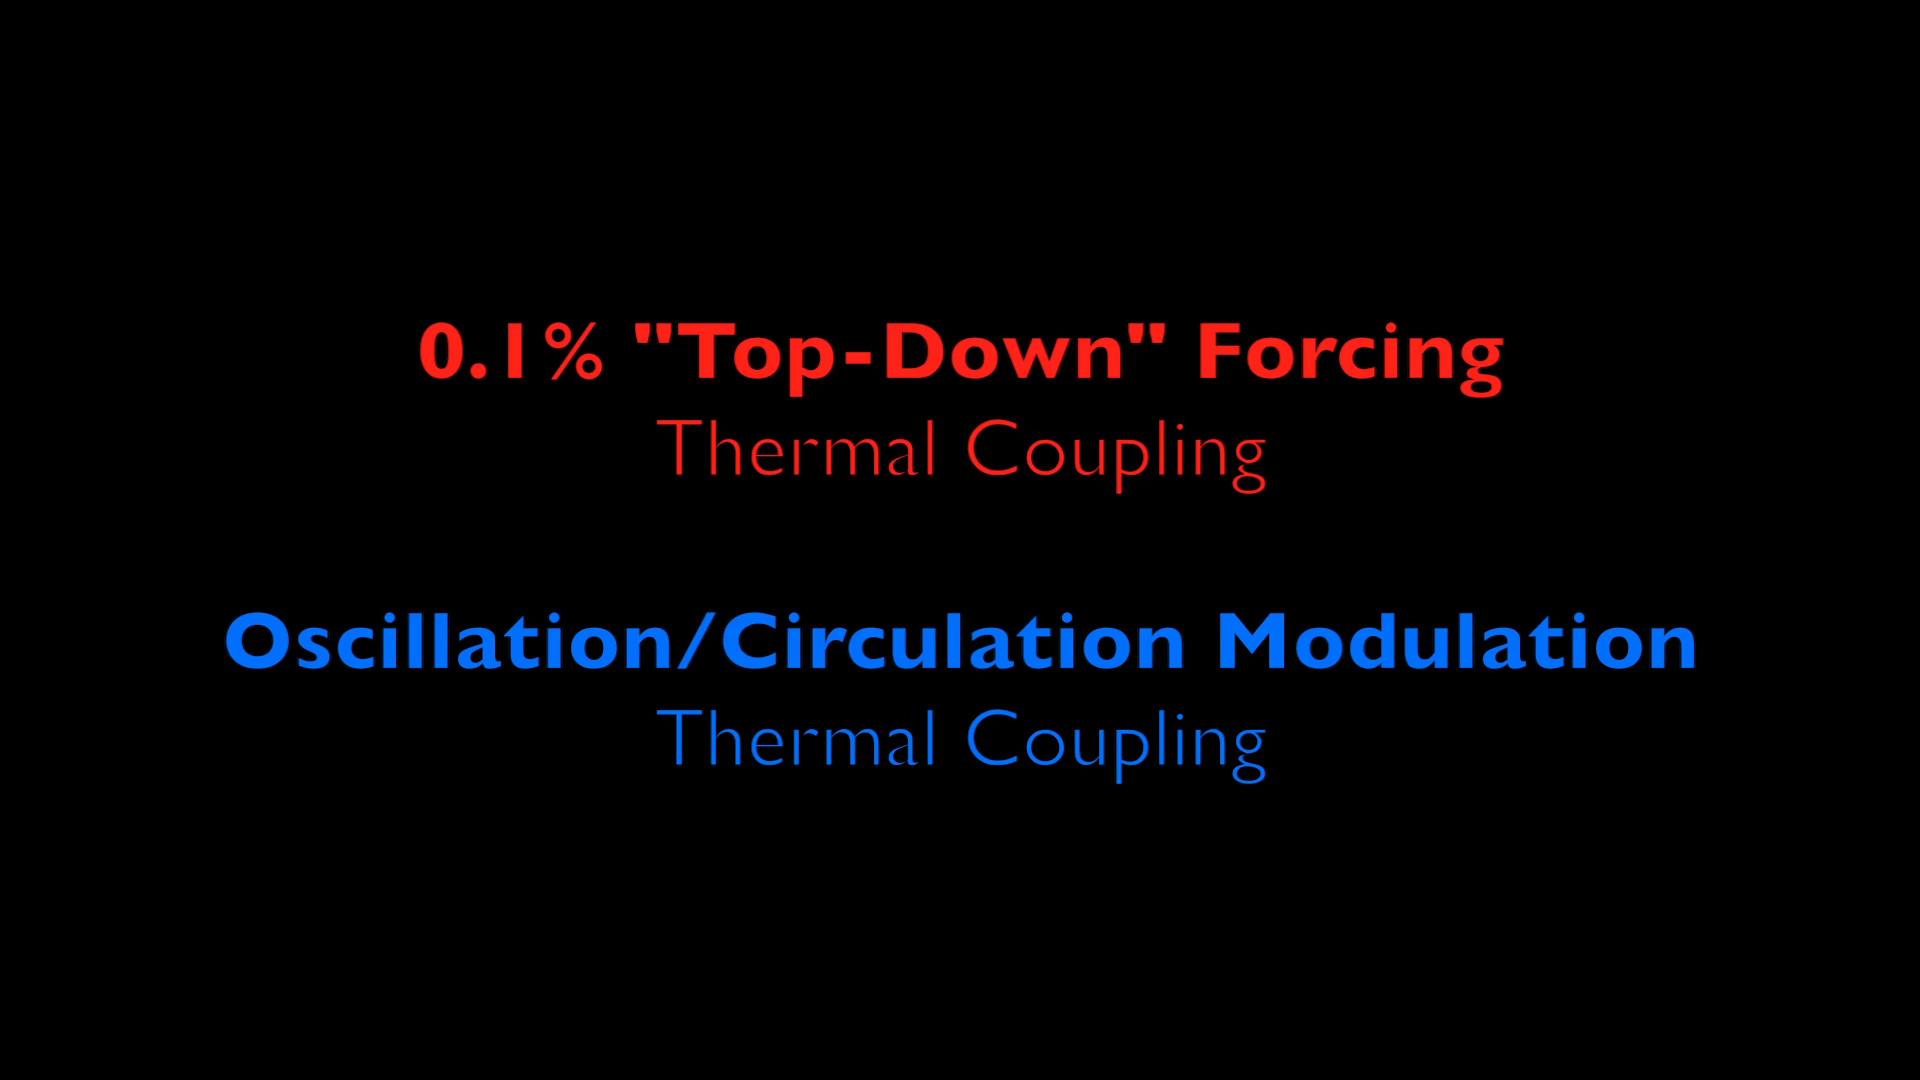 0.1% "Top-Down" Forcing
Thermal Coupling
Oscillation/Circulation Modulation
Thermal Coupling